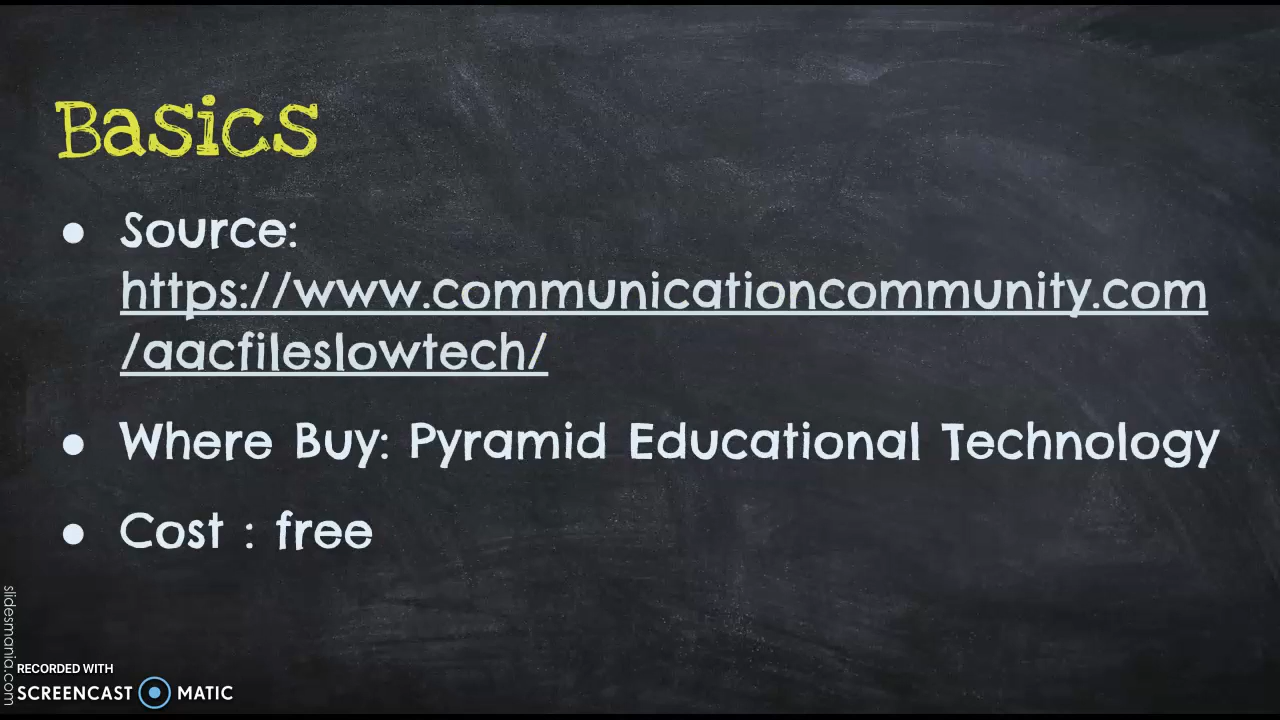 Basics
● Source:
https://www.communicationcommunity.com
/aacfileslowtech/
● Where Buy: Pyramid Educational Technology
● Cost : free
slidesmania.com
RECORDED WITH
SCREENCAST MATIC